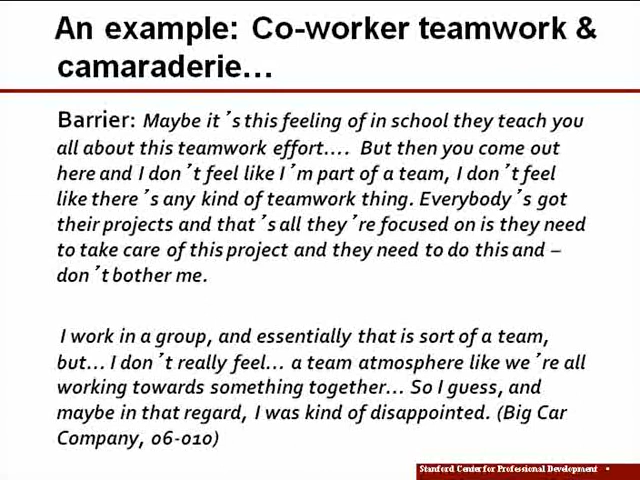 An example: Co-worker teamwork &
camaraderie…
Barrier: Maybe it´s this feeling of in school they teach you
all about this teamwork effort…. But then you come out
here and I don´t feel like I´m part of a team, I don´t feel
like there´s any kind of teamwork thing. Everybody´s got
their projects and that´s all they´re focused on is they need
to take care of this project and they need to do this and –
don´t bother me.
I work in a group, and essentially that is sort of a team,
but… I don´t really feel… a team atmosphere like we´re all
working towards something together… So I guess, and
maybe in that regard, I was kind of disappointed. (Big Car
Company, 06-010)
Stanford Center for Professional Development •